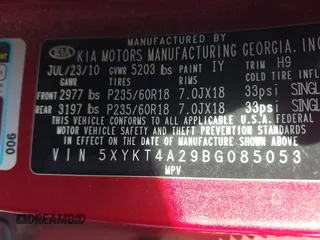 MANUFACTURED BY
KIA KIA MOTORS MANUFACTURING GEORGIA, INC
JUL/23/10 GVWR 5203 lbs PAINT IY TRIM H9
Cold Tire Infl
FRONT 2977 lbs P235/60R18 7.0JX18 33psi SINGL
REAR 3197 lbs P235/60R18 7.0JX18 33psi SINGL
THIS VEHICLE CONFORMS TO ALL APPLICABLE
FEDERAL MOTOR VEHICLE SAFETY
AND THEFT PREVENTION STANDARDS
IN EFFECT ON THE DATE OF
MANUFACTURE SHOWN ABOVE.
VIN 5XYKT4A29BG085053
MPV
006
DREAMBID